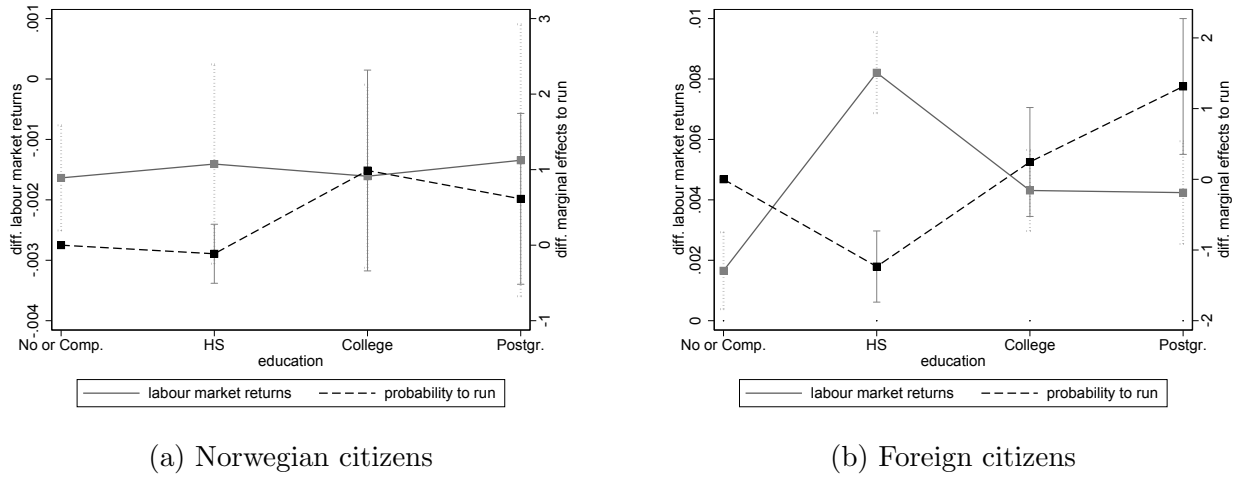 .001
0
-.001
-.002
-.003
-.004
diff. labour market returns
3
2
1
0
-1
diff. marginal effects to run
No or Comp. HS College Postgr.
education
labour market returns probability to run
(a) Norwegian citizens
.01
.008
.006
.004
.002
0
diff. labour market returns
2
1
0
-1
-2
diff. marginal effects to run
No or Comp. HS College Postgr.
education
labour market returns probability to run
(b) Foreign citizens